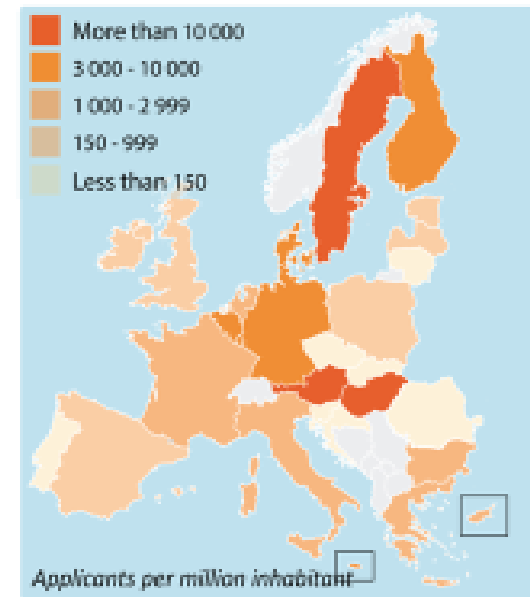 More than 10 000
3 000 - 10 000
1 000 - 2 999
150 - 999
Less than 150
Applicants per million inhabitant